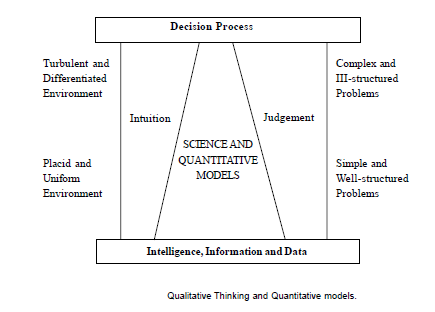 Decision Process
Turbulent and
Differentiated
Environment
Complex and
III-structured
Problems
Intuition
Judgement
SCIENCE AND
QUANTITATIVE
MODELS
Placid and
Uniform
Environment
Simple and
Well-structured
Problems
Intelligence, Information and Data
Qualitative Thinking and Quantitative models.